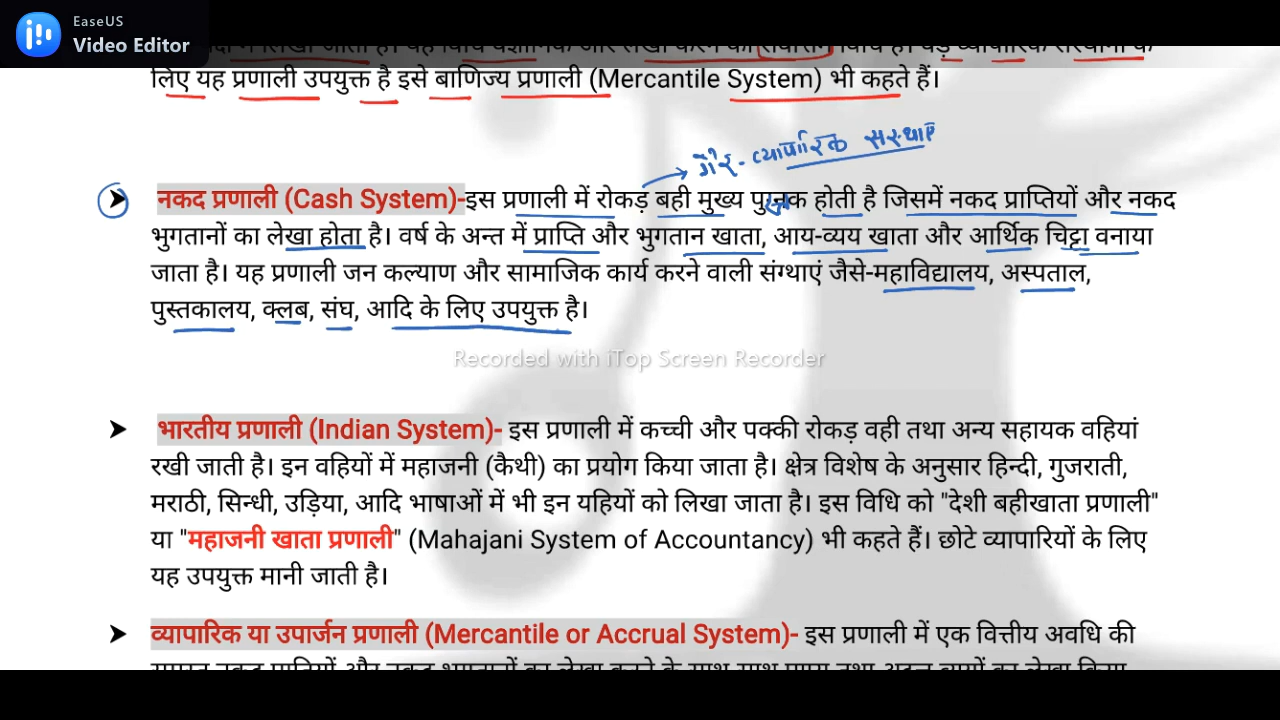 EaseUS
Video Editor
लिए यह प्रणाली उपयुक्त है इसे बाणिज्य प्रणाली (Mercantile System) भी कहते हैं।
गैर-व्यापारिक संस्थाएं
➤ नकद प्रणाली (Cash System)-इस प्रणाली में रोकड़ बही मुख्य पुस्तक होती है जिसमें नकद प्राप्तियों और नकद
भुगतानों का लेखा होता है। वर्ष के अन्त में प्राप्ति और भुगतान खाता, आय-व्यय खाता और आर्थिक चिट्टा वनाया
जाता है। यह प्रणाली जन कल्याण और सामाजिक कार्य करने वाली संग्थाएं जैसे-महाविद्यालय, अस्पताल,
पुस्तकालय, क्लब, संघ, आदि के लिए उपयुक्त है।
Recorded with iTop Screen Recorder
➤ भारतीय प्रणाली (Indian System)- इस प्रणाली में कच्ची और पक्की रोकड़ वही तथा अन्य सहायक वहियां
रखी जाती है। इन वहियों में महाजनी (कैथी) का प्रयोग किया जाता है। क्षेत्र विशेष के अनुसार हिन्दी, गुजराती,
मराठी, सिन्धी, उड़िया, आदि भाषाओं में भी इन यहियों को लिखा जाता है। इस विधि को "देशी बहीखाता प्रणाली"
या "महाजनी खाता प्रणाली" (Mahajani System of Accountancy) भी कहते हैं। छोटे व्यापारियों के लिए
यह उपयुक्त मानी जाती है।
➤ व्यापारिक या उपार्जन प्रणाली (Mercantile or Accrual System)- इस प्रणाली में एक वित्तीय अवधि की